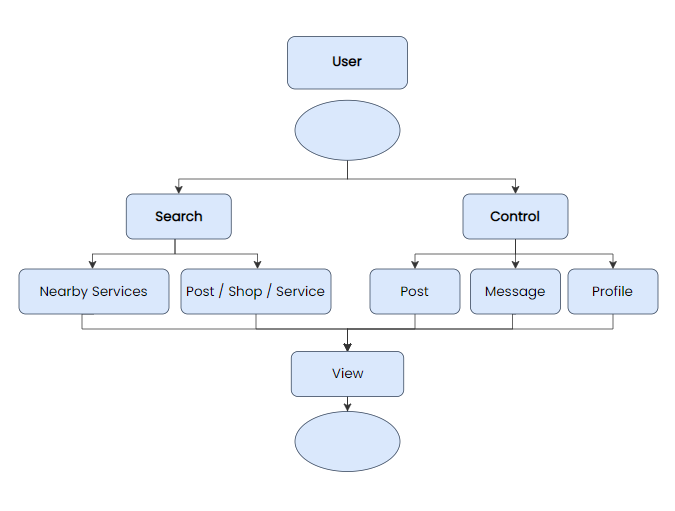 User
Search
Control
Nearby Services
Post / Shop / Service
Post
Message
Profile
View